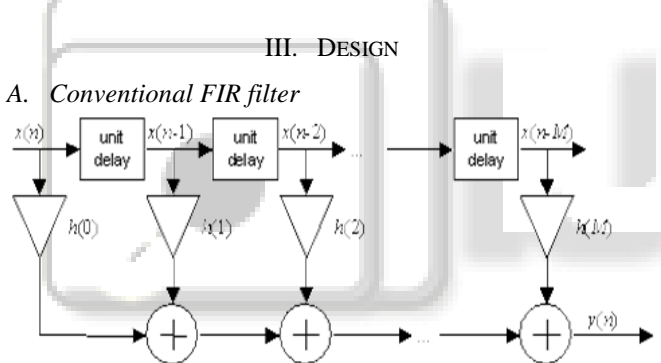 III. DESIGN
A. Conventional FIR filter
x(n) unit delay x(n-1) unit delay x(n-2) ... unit delay x(n-M)
h(0) h(1) h(2) h(M)
+ + ... + y(n)